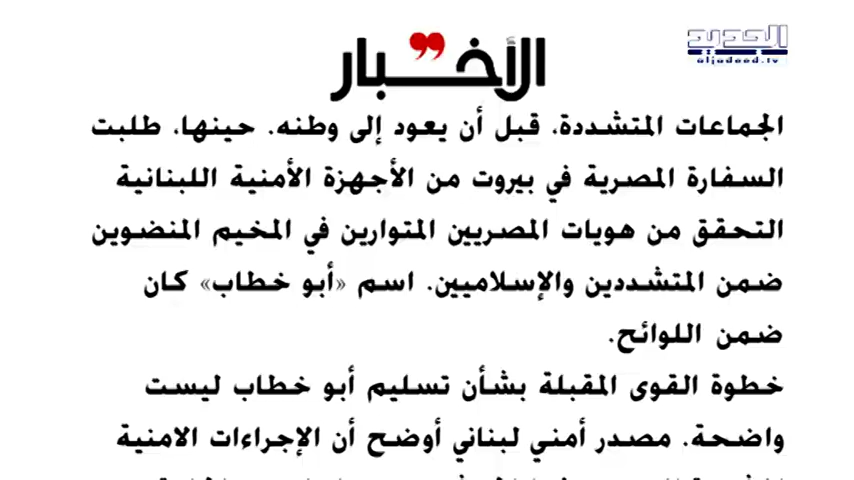 الجديد
aljadeed.tv
الأخبار
الجماعات المتشددة، قبل أن يعود إلى وطنه. حينها، طلبت
السفارة المصرية في بيروت من الأجهزة الأمنية اللبنانية
التحقق من هويات المصريين المتوارين في المخيم المنضوين
ضمن المتشددين والإسلاميين. اسم «أبو خطاب» كان
ضمن اللوائح.
خطوة القوى المقبلة بشأن تسليم أبو خطاب ليست
واضحة. مصدر أمني لبناني أوضح أن الإجراءات الامنية